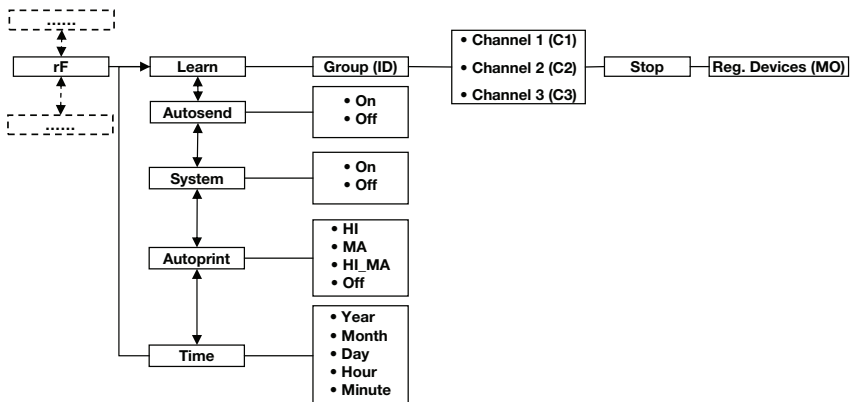 ......
rF
......
Learn
Group (ID)
• Channel 1 (C1)
• Channel 2 (C2)
• Channel 3 (C3)
Stop
Reg. Devices (MO)
Autosend
• On
• Off
System
• On
• Off
Autoprint
• HI
• MA
• HI_MA
• Off
Time
• Year
• Month
• Day
• Hour
• Minute